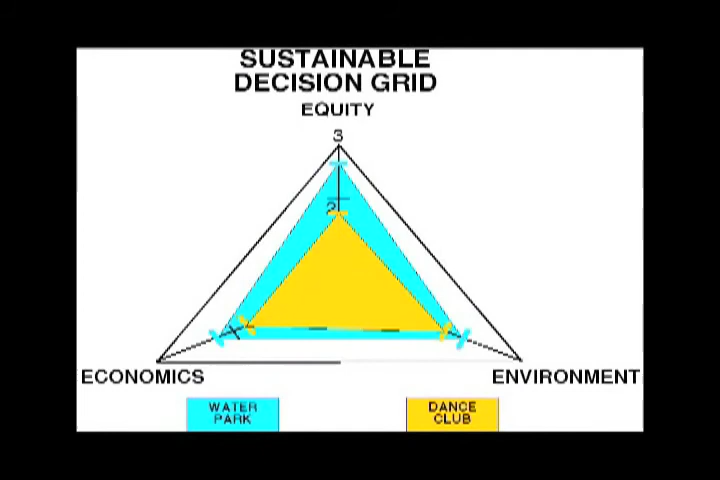 SUSTAINABLE
DECISION GRID
EQUITY
3
2
ECONOMICS
ENVIRONMENT
WATER
PARK
DANCE
CLUB